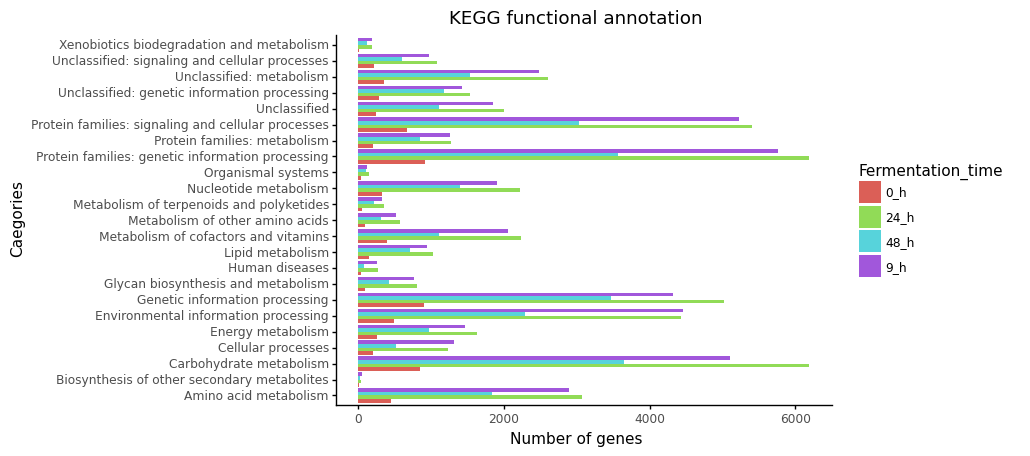 KEGG functional annotation
Caegories
Xenobiotics biodegradation and metabolism
Unclassified: signaling and cellular processes
Unclassified: metabolism
Unclassified: genetic information processing
Unclassified
Protein families: signaling and cellular processes
Protein families: metabolism
Protein families: genetic information processing
Organismal systems
Nucleotide metabolism
Metabolism of terpenoids and polyketides
Metabolism of other amino acids
Metabolism of cofactors and vitamins
Lipid metabolism
Human diseases
Glycan biosynthesis and metabolism
Genetic information processing
Environmental information processing
Energy metabolism
Cellular processes
Carbohydrate metabolism
Biosynthesis of other secondary metabolites
Amino acid metabolism
0 2000 4000 6000
Number of genes
Fermentation_time
0_h
24_h
48_h
9_h